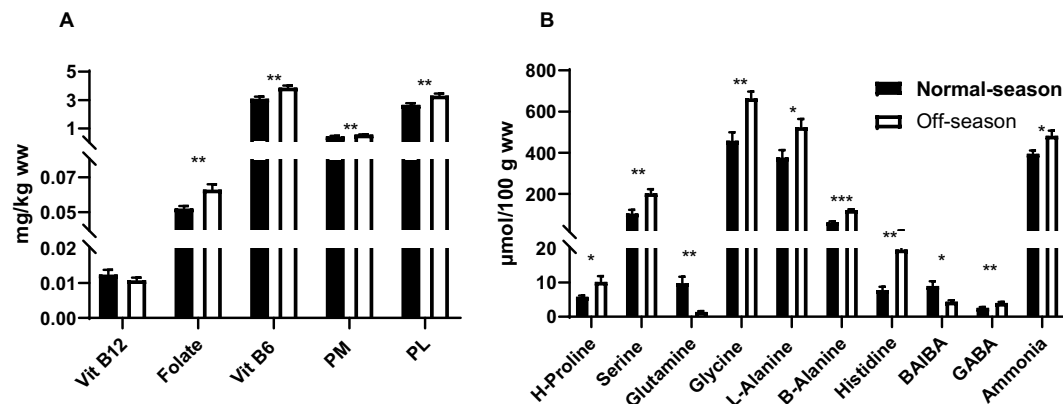 A
mg/kg ww
5
3
1
0.07
0.05
0.02
0.01
0.00
**
**
**
**
Vit B12
Folate
Vit B6
PM
PL
B
µmol/100 g ww
800
600
400
200
20
10
0
*
**
**
**
*
***
**
*
**
*
Normal-season
Off-season
H-Proline
Serine
Glutamine
Glycine
L-Alanine
B-Alanine
Histidine
BAIBA
GABA
Ammonia